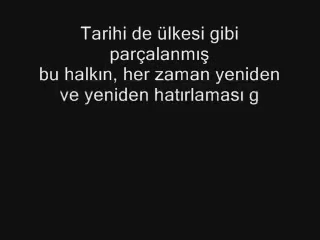 Tarihi de ülkesi gibi
parçalanmış
bu halkın, her zaman yeniden
ve yeniden hatırlaması g